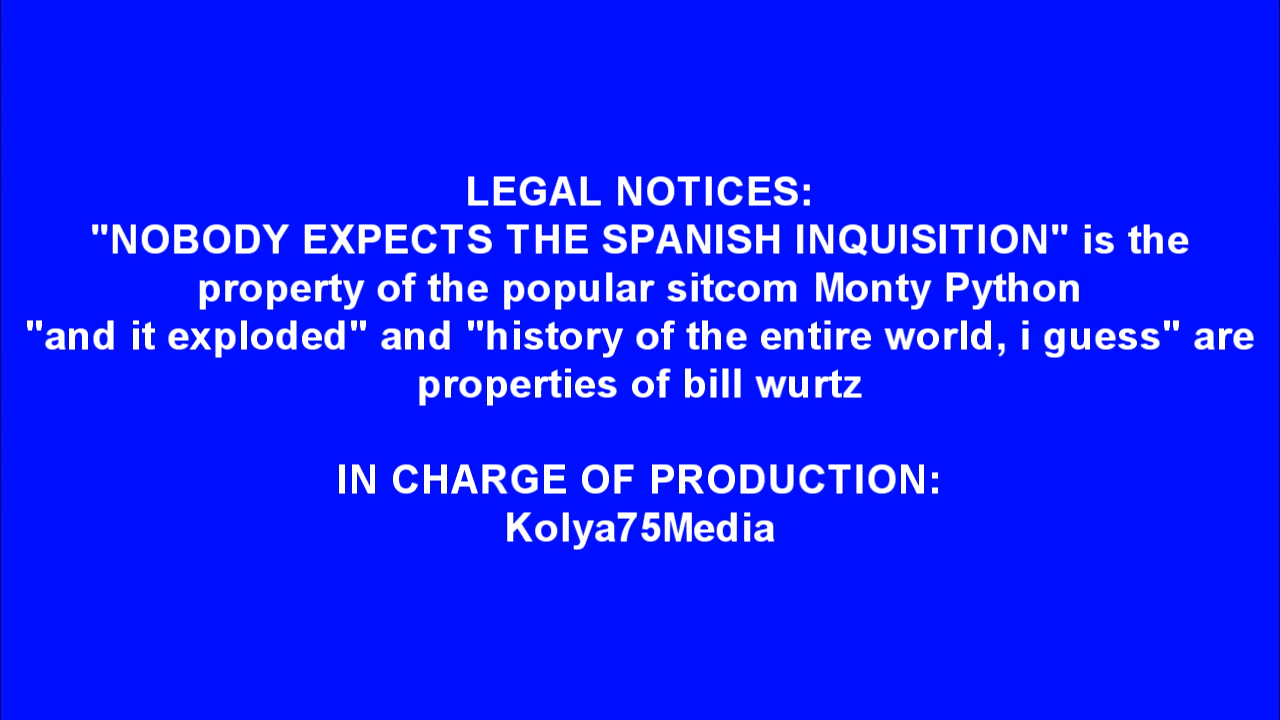 LEGAL NOTICES:
"NOBODY EXPECTS THE SPANISH INQUISITION" is the
property of the popular sitcom Monty Python
"and it exploded" and "history of the entire world, i guess" are
properties of bill wurtz
IN CHARGE OF PRODUCTION:
Kolya75Media